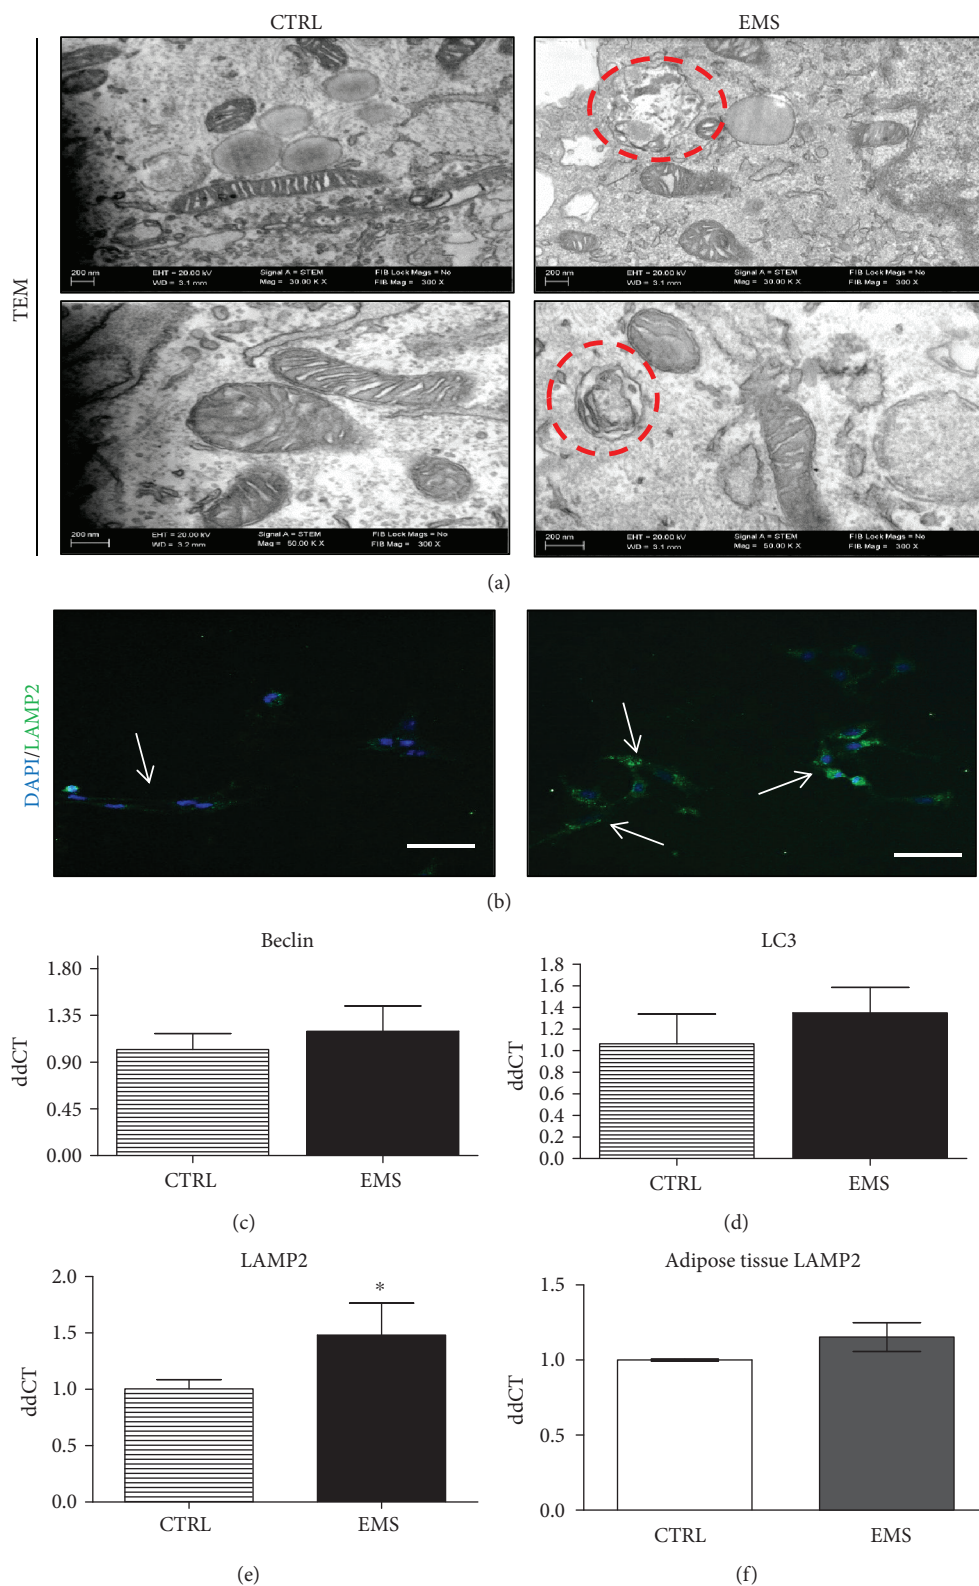 CTRL
EMS
TEM
200 nm
EHT = 20.00 kV
WD = 3.1 mm
Signal A = STEM
Mag = 30.00 K X
FIB Lock Mags = No
FIB Mag = 300 X
200 nm
EHT = 20.00 kV
WD = 3.1 mm
Signal A = STEM
Mag = 30.00 K X
FIB Lock Mags = No
FIB Mag = 300 X
200 nm
EHT = 20.00 kV
WD = 3.2 mm
Signal A = STEM
Mag = 50.00 K X
FIB Lock Mags = No
FIB Mag = 300 X
200 nm
EHT = 20.00 kV
WD = 3.1 mm
Signal A = STEM
Mag = 50.00 K X
FIB Lock Mags = No
FIB Mag = 300 X
(a)
DAPI/LAMP2
(b)
Beclin
ddCT
1.80
1.35
0.90
0.45
0.00
CTRL
EMS
(c)
LC3
ddCT
1.8
1.6
1.4
1.2
1.0
0.8
0.6
0.4
0.2
0.0
CTRL
EMS
(d)
LAMP2
ddCT
2.0
1.5
1.0
0.5
0.0
*
CTRL
EMS
(e)
Adipose tissue LAMP2
ddCT
1.5
1.0
0.5
0.0
CTRL
EMS
(f)